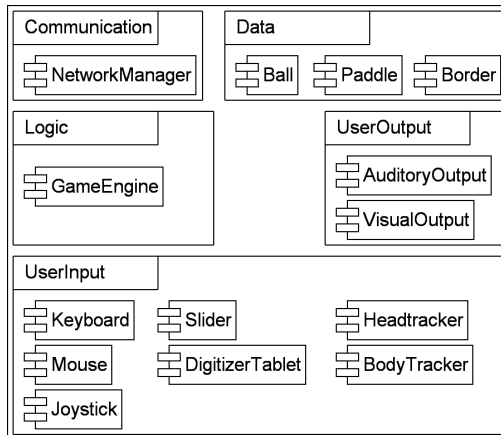 Communication
NetworkManager
Data
Ball
Paddle
Border
Logic
GameEngine
UserOutput
AuditoryOutput
VisualOutput
UserInput
Keyboard
Slider
Headtracker
Mouse
DigitizerTablet
BodyTracker
Joystick